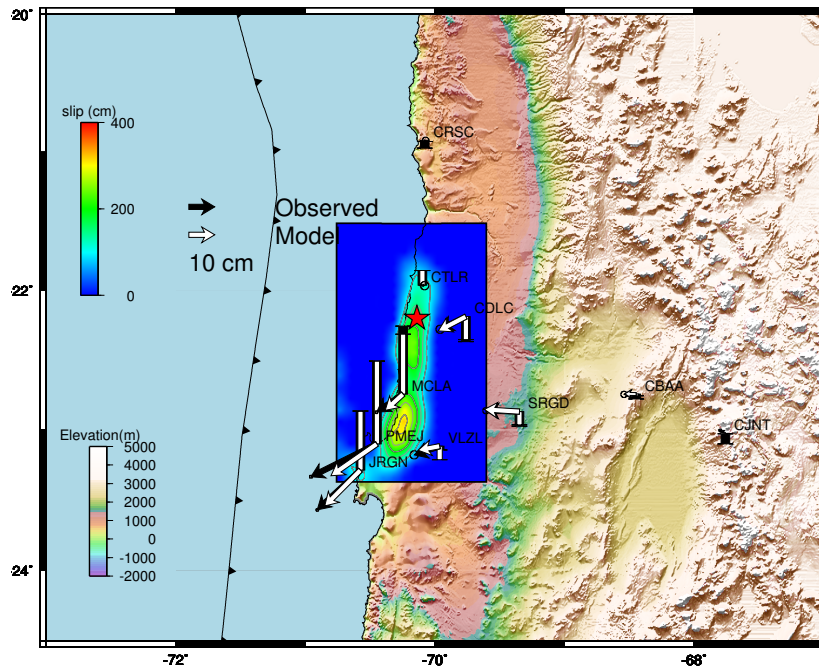 -20°
slip (cm)
400
CRSC
200
Observed
Model
10 cm
CTLR
0
-22°
CDLC
MCLA
CBAA
SRGD
CJNT
Elevation(m)
PMEJ
VLZL
5000
JRGN
4000
3000
2000
1000
0
-1000
-2000
-24°
-72°
-70°
-68°